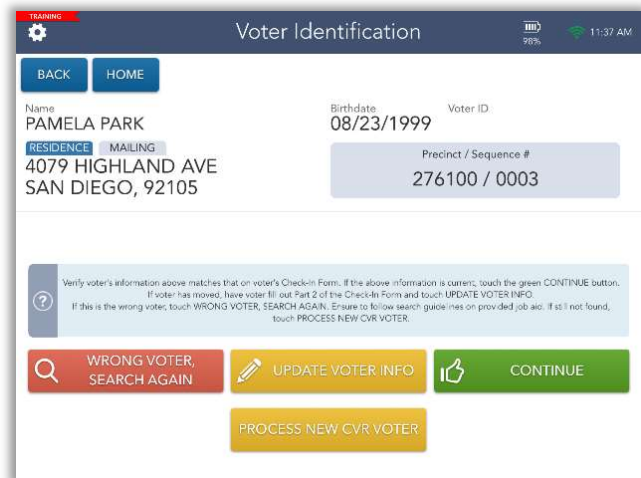 TRAINING
Voter Identification
98%
11:37 AM
BACK
HOME
Name
PAMELA PARK
Birthdate
08/23/1999
Voter ID
RESIDENCE
MAILING
4079 HIGHLAND AVE
SAN DIEGO, 92105
Precinct / Sequence #
276100 / 0003
?
Verify voter's information above matches that on voter's Check-In Form. If the above information is current, touch the green CONTINUE button.
If voter has moved, have voter fill out Part 2 of the Check-In Form and touch UPDATE VOTER INFO.
If this is the wrong voter, touch WRONG VOTER, SEARCH AGAIN. Ensure to follow search guidelines on provided job aid. If still not found,
touch PROCESS NEW CVR VOTER.
WRONG VOTER,
SEARCH AGAIN
UPDATE VOTER INFO
CONTINUE
PROCESS NEW CVR VOTER